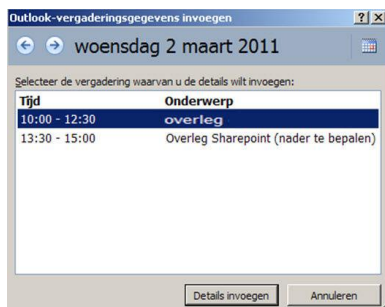 Outlook-vergaderingsgegevens invoegen
woensdag 2 maart 2011
Selecteer de vergadering waarvan u de details wilt invoegen:
Tijd Onderwerp
10:00 - 12:30 overleg
13:30 - 15:00 Overleg Sharepoint (nader te bepalen)
Details invoegen Annuleren